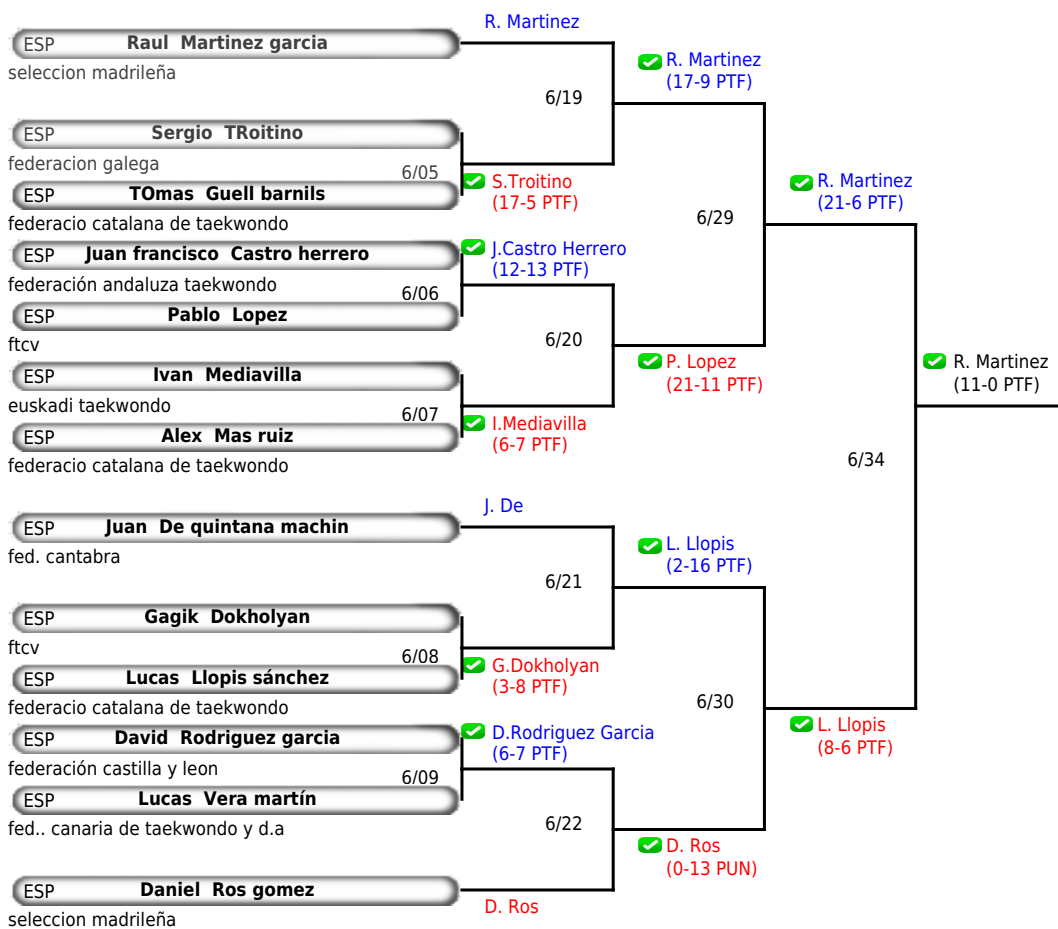 R. Martinez
ESP Raul Martinez garcia
seleccion madrileña
R. Martinez
(17-9 PTF)
6/19
ESP Sergio TRoitino
federacion galega
6/05
S.Troitino
(17-5 PTF)
ESP TOmas Guell barnils
federacio catalana de taekwondo
R. Martinez
(21-6 PTF)
6/29
ESP Juan francisco Castro herrero
federación andaluza taekwondo
J.Castro Herrero
(12-13 PTF)
6/06
ESP Pablo Lopez
ftcv
6/20
P. Lopez
(21-11 PTF)
R. Martinez
(11-0 PTF)
ESP Ivan Mediavilla
euskadi taekwondo
6/07
I.Mediavilla
(6-7 PTF)
ESP Alex Mas ruiz
federacio catalana de taekwondo
6/34
J. De
ESP Juan De quintana machin
fed. cantabra
L. Llopis
(2-16 PTF)
6/21
ESP Gagik Dokholyan
ftcv
6/08
G.Dokholyan
(3-8 PTF)
ESP Lucas Llopis sánchez
federacio catalana de taekwondo
6/30
L. Llopis
(8-6 PTF)
ESP David Rodriguez garcia
federación castilla y leon
D.Rodriguez Garcia
(6-7 PTF)
6/09
ESP Lucas Vera martín
fed.. canaria de taekwondo y d.a
6/22
D. Ros
(0-13 PUN)
ESP Daniel Ros gomez
seleccion madrileña
D. Ros